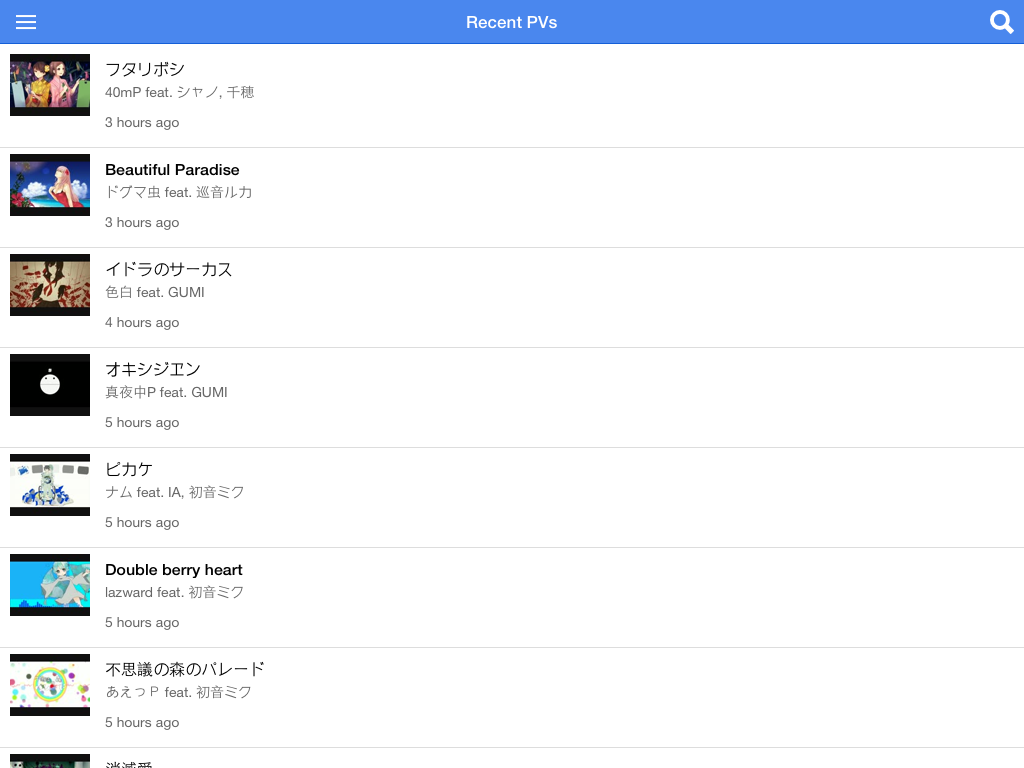 Recent PVs
フタリボシ
40mP feat. シャノ, 千穂
3 hours ago
Beautiful Paradise
ドグマ虫 feat. 巡音ルカ
3 hours ago
イドラのサーカス
色白 feat. GUMI
4 hours ago
オキシジヱン
真夜中P feat. GUMI
5 hours ago
ピカケ
ナム feat. IA, 初音ミク
5 hours ago
Double berry heart
lazward feat. 初音ミク
5 hours ago
不思議の森のパレード
あえっＰ feat. 初音ミク
5 hours ago
消滅愛